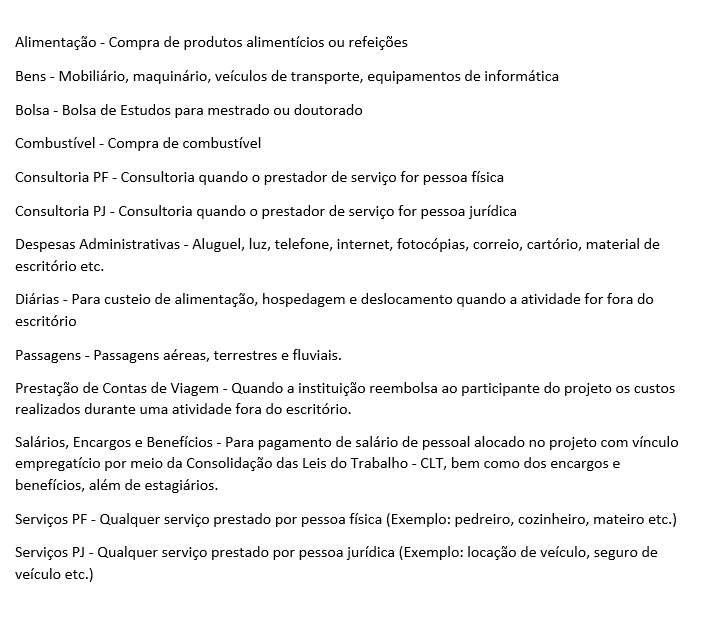 Alimentação - Compra de produtos alimentícios ou refeições
Bens - Mobiliário, maquinário, veículos de transporte, equipamentos de informática
Bolsa - Bolsa de Estudos para mestrado ou doutorado
Combustível - Compra de combustível
Consultoria PF - Consultoria quando o prestador de serviço for pessoa física
Consultoria PJ - Consultoria quando o prestador de serviço for pessoa jurídica
Despesas Administrativas - Aluguel, luz, telefone, internet, fotocópias, correio, cartório, material de
escritório etc.
Diárias - Para custeio de alimentação, hospedagem e deslocamento quando a atividade for fora do
escritório
Passagens - Passagens aéreas, terrestres e fluviais.
Prestação de Contas de Viagem - Quando a instituição reembolsa ao participante do projeto os custos
realizados durante uma atividade fora do escritório.
Salários, Encargos e Benefícios - Para pagamento de salário de pessoal alocado no projeto com vínculo
empregatício por meio da Consolidação das Leis do Trabalho - CLT, bem como dos encargos e
benefícios, além de estagiários.
Serviços PF - Qualquer serviço prestado por pessoa física (Exemplo: pedreiro, cozinheiro, mateiro etc.)
Serviços PJ - Qualquer serviço prestado por pessoa jurídica (Exemplo: locação de veículo, seguro de
veículo etc.)